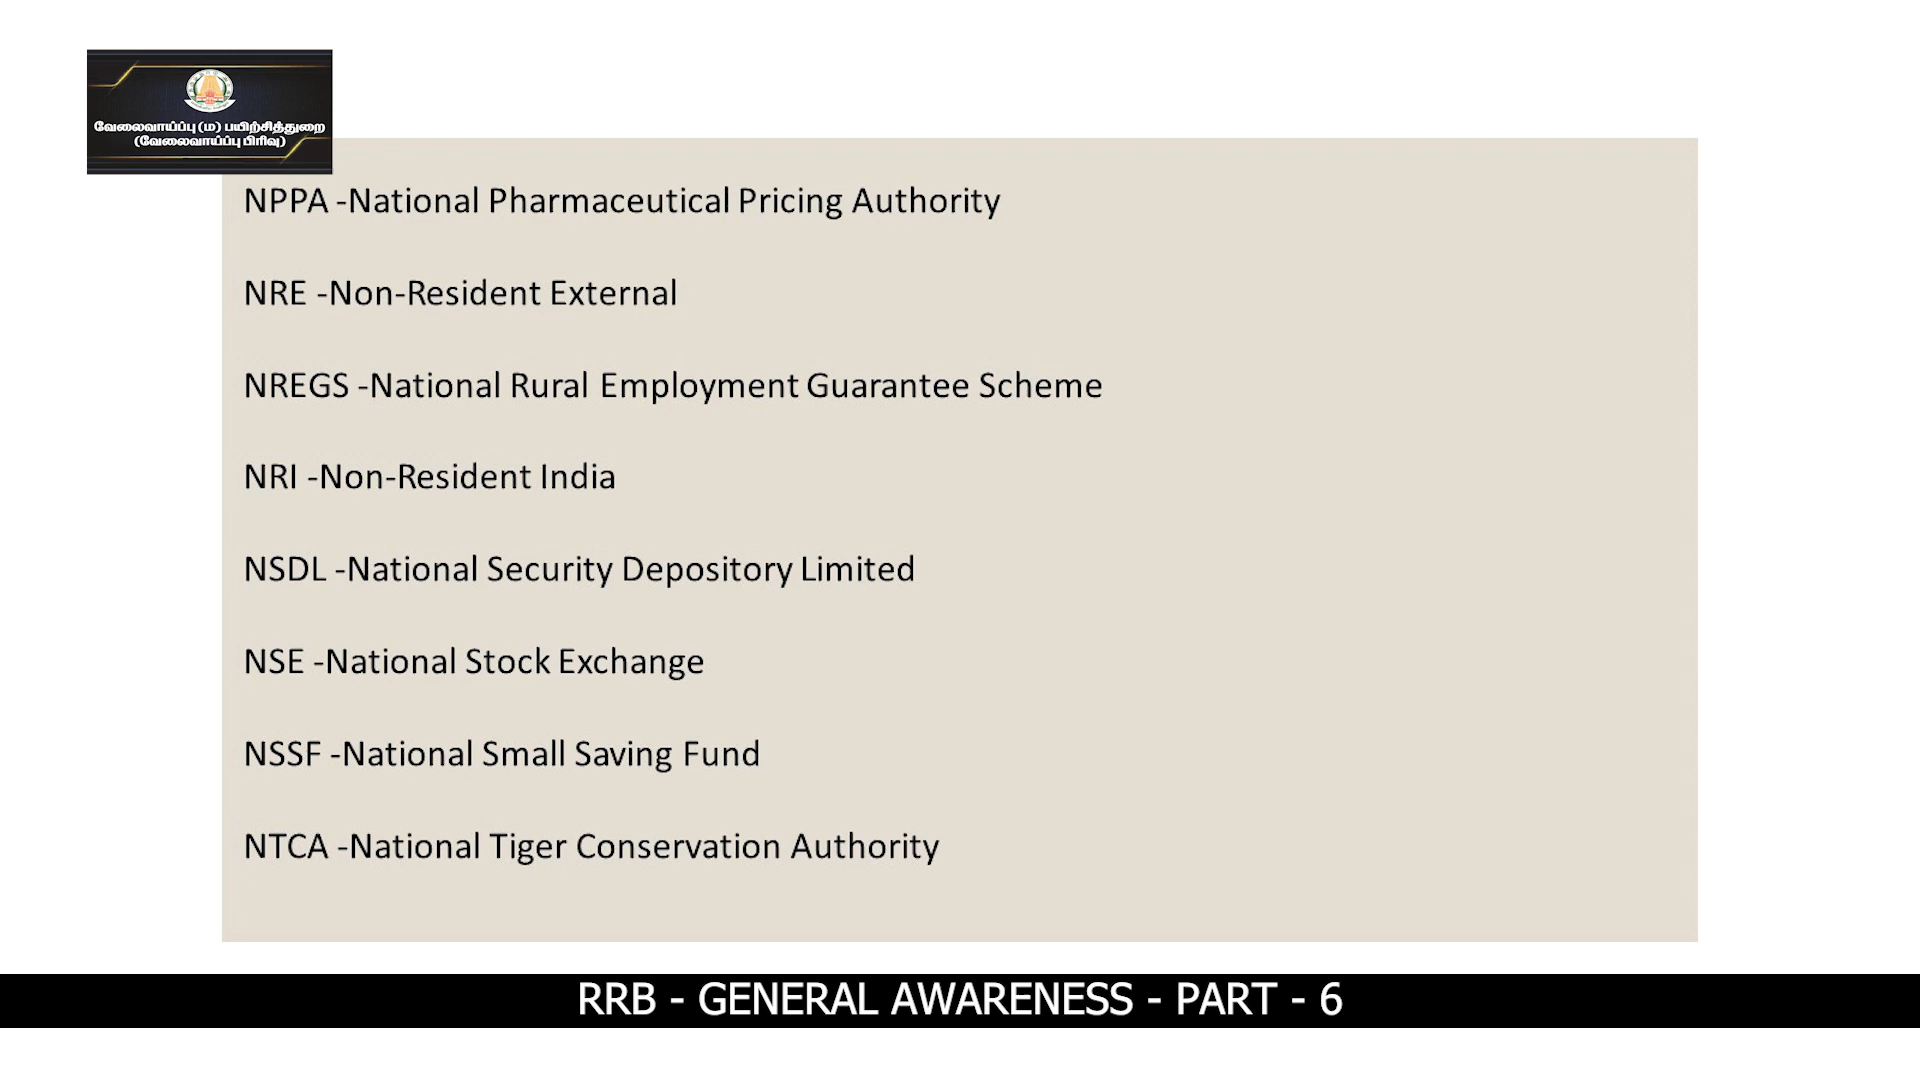 வேலைவாய்ப்பு (ம) பயிற்சித்துறை
(வேலைவாய்ப்பு பிரிவு)
NPPA -National Pharmaceutical Pricing Authority
NRE -Non-Resident External
NREGS -National Rural Employment Guarantee Scheme
NRI -Non-Resident India
NSDL -National Security Depository Limited
NSE -National Stock Exchange
NSSF -National Small Saving Fund
NTCA -National Tiger Conservation Authority
RRB - GENERAL AWARENESS - PART - 6